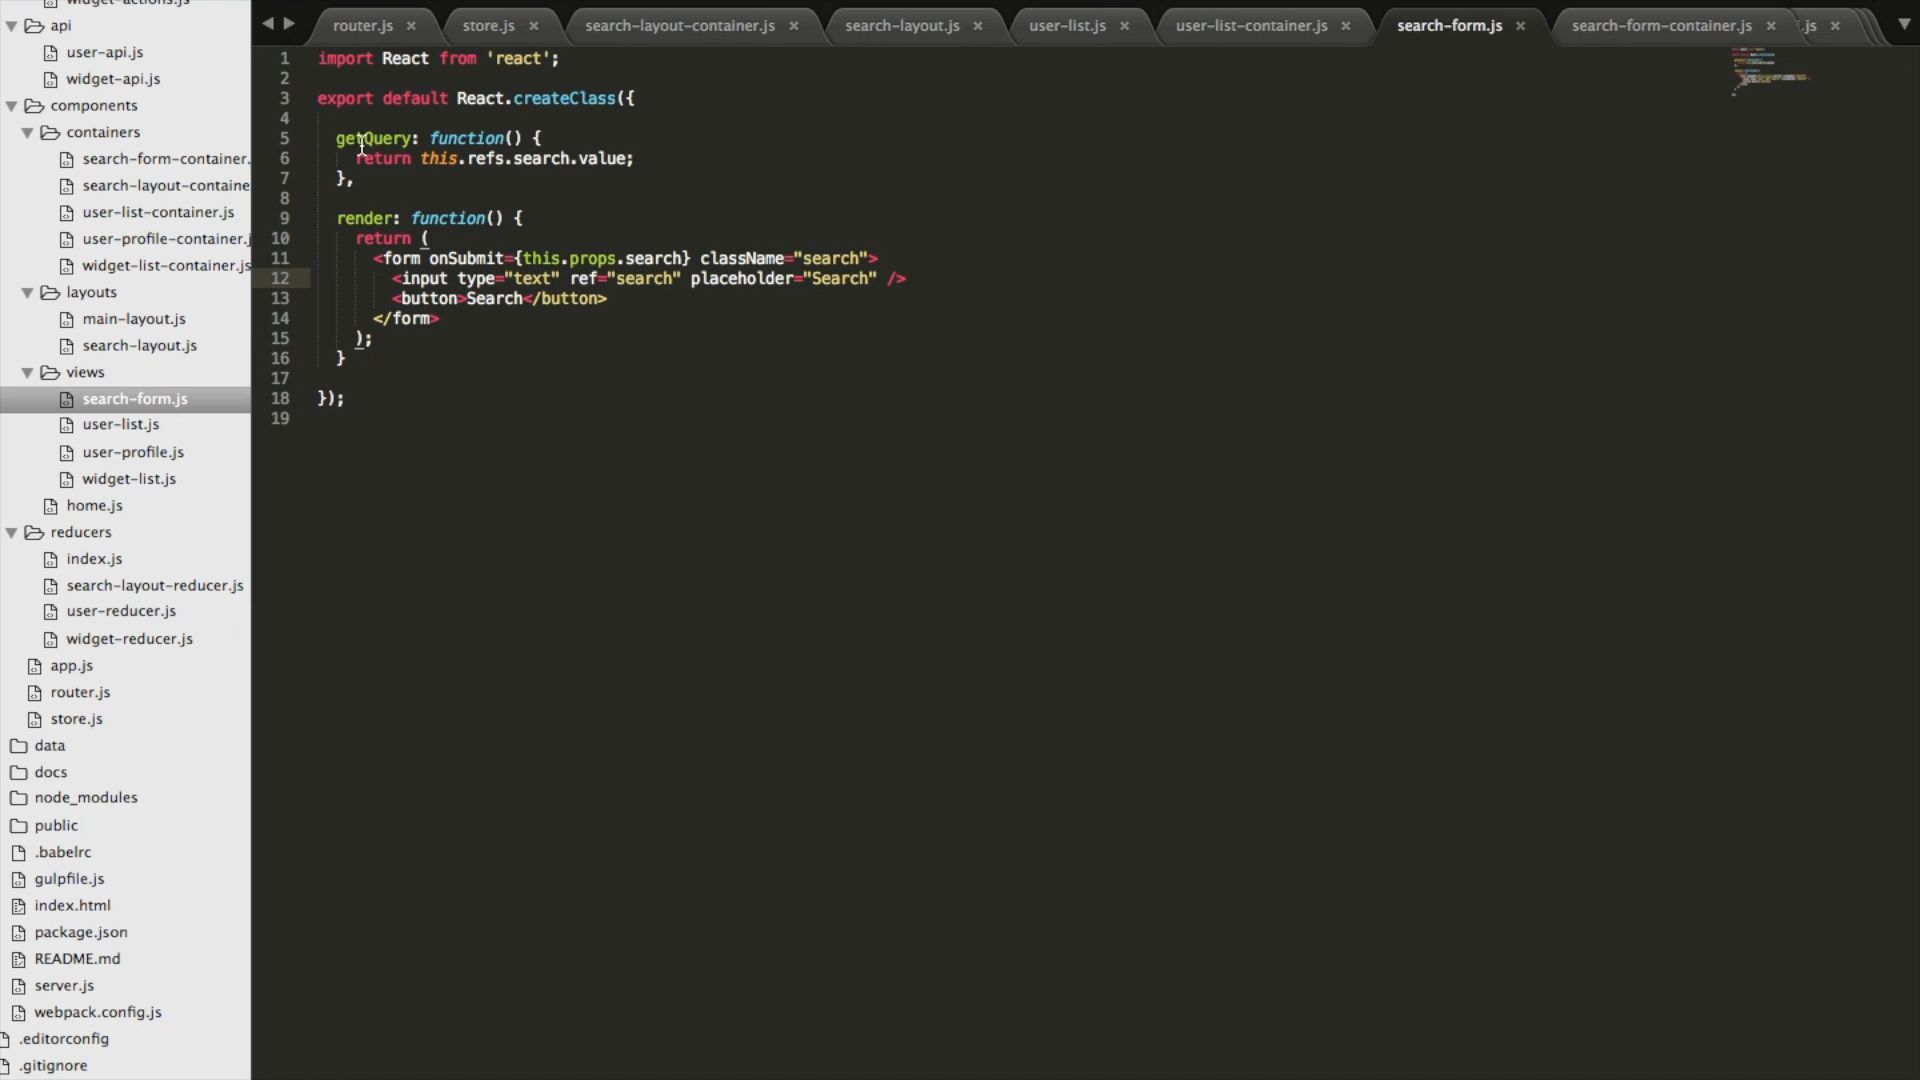 widget-actions.js
api
user-api.js
widget-api.js
components
containers
search-form-container.
search-layout-containe
user-list-container.js
user-profile-container.j
widget-list-container.js
layouts
main-layout.js
search-layout.js
views
search-form.js
user-list.js
user-profile.js
widget-list.js
home.js
reducers
index.js
search-layout-reducer.js
user-reducer.js
widget-reducer.js
app.js
router.js
store.js
data
docs
node_modules
public
.babelrc
gulpfile.js
index.html
package.json
README.md
server.js
webpack.config.js
.editorconfig
.gitignore
router.js × store.js × search-layout-container.js × search-layout.js × user-list.js × user-list-container.js × search-form.js × search-form-container.js × .js ×
1 import React from 'react';
2
3 export default React.createClass({
4
5 getQuery: function() {
6 return this.refs.search.value;
7 },
8
9 render: function() {
10 return (
11 <form onSubmit={this.props.search} className="search">
12 <input type="text" ref="search" placeholder="Search" />
13 <button>Search</button>
14 </form>
15 );
16 }
17
18 });
19